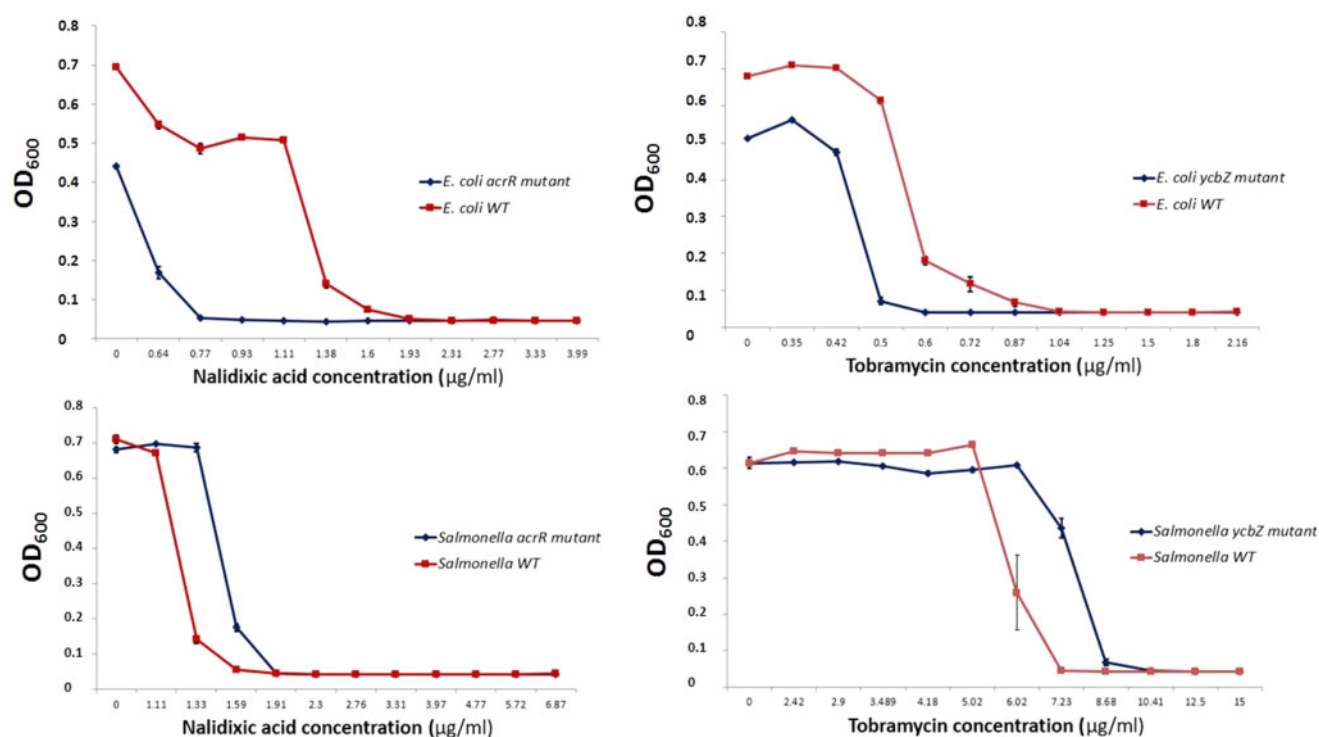 0.8
0.7
0.6
0.5
0.4
0.3
0.2
0.1
0
OD600
E. coli acrR mutant
E. coli WT
0 0.64 0.77 0.93 1.11 1.38 1.6 1.93 2.31 2.77 3.33 3.99
Nalidixic acid concentration (µg/ml)
0.8
0.7
0.6
0.5
0.4
0.3
0.2
0.1
0
OD600
E. coli ycbZ mutant
E. coli WT
0 0.35 0.42 0.5 0.6 0.72 0.87 1.04 1.25 1.5 1.8 2.16
Tobramycin concentration (µg/ml)
0.8
0.7
0.6
0.5
0.4
0.3
0.2
0.1
0
OD600
Salmonella acrR mutant
Salmonella WT
0 1.11 1.33 1.59 1.91 2.3 2.76 3.31 3.97 4.77 5.72 6.87
Nalidixic acid concentration (µg/ml)
0.8
0.7
0.6
0.5
0.4
0.3
0.2
0.1
0
OD600
Salmonella ycbZ mutant
Salmonella WT
0 2.42 2.9 3.489 4.18 5.02 6.02 7.23 8.68 10.41 12.5 15
Tobramycin concentration (µg/ml)